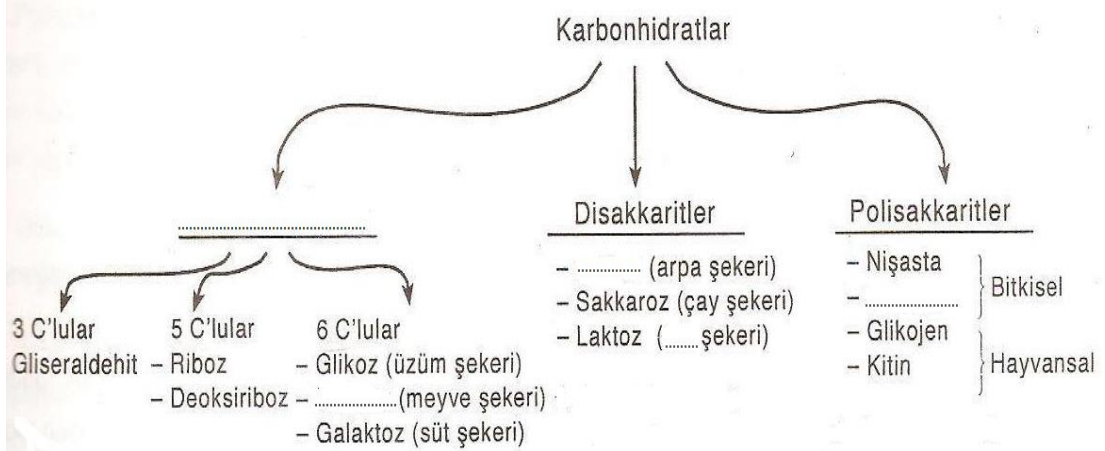 Karbonhidratlar
....................................
Disakkaritler
Polisakkaritler
3 C'lular
Gliseraldehit
5 C'lular
– Riboz
– Deoksiriboz
6 C'lular
– Glikoz (üzüm şekeri)
– ................(meyve şekeri)
– Galaktoz (süt şekeri)
– ............ (arpa şekeri)
– Sakkaroz (çay şekeri)
– Laktoz (.......şekeri)
– Nişasta
– ..................
Bitkisel
– Glikojen
– Kitin
Hayvansal